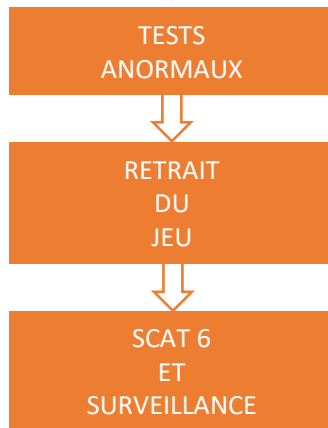 TESTS
ANORMAUX
RETRAIT
DU
JEU
SCAT 6
ET
SURVEILLANCE